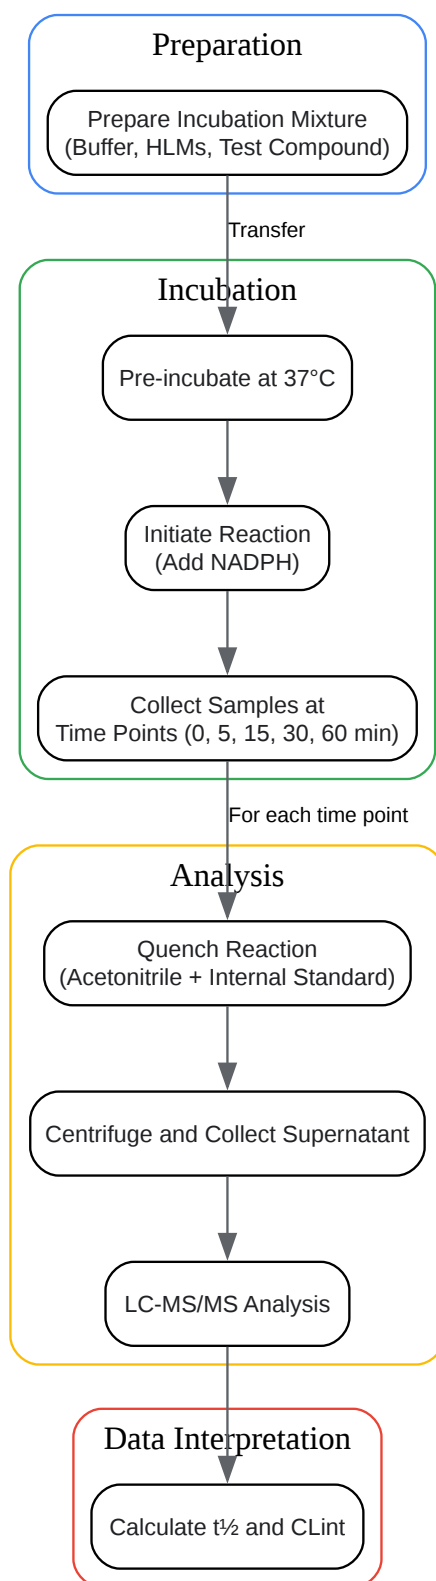 Preparation
Prepare Incubation Mixture
(Buffer, HLMs, Test Compound)
Transfer
Incubation
Pre-incubate at 37°C
Initiate Reaction
(Add NADPH)
Collect Samples at
Time Points (0, 5, 15, 30, 60 min)
For each time point
Analysis
Quench Reaction
(Acetonitrile + Internal Standard)
Centrifuge and Collect Supernatant
LC-MS/MS Analysis
Data Interpretation
Calculate t½ and CLint